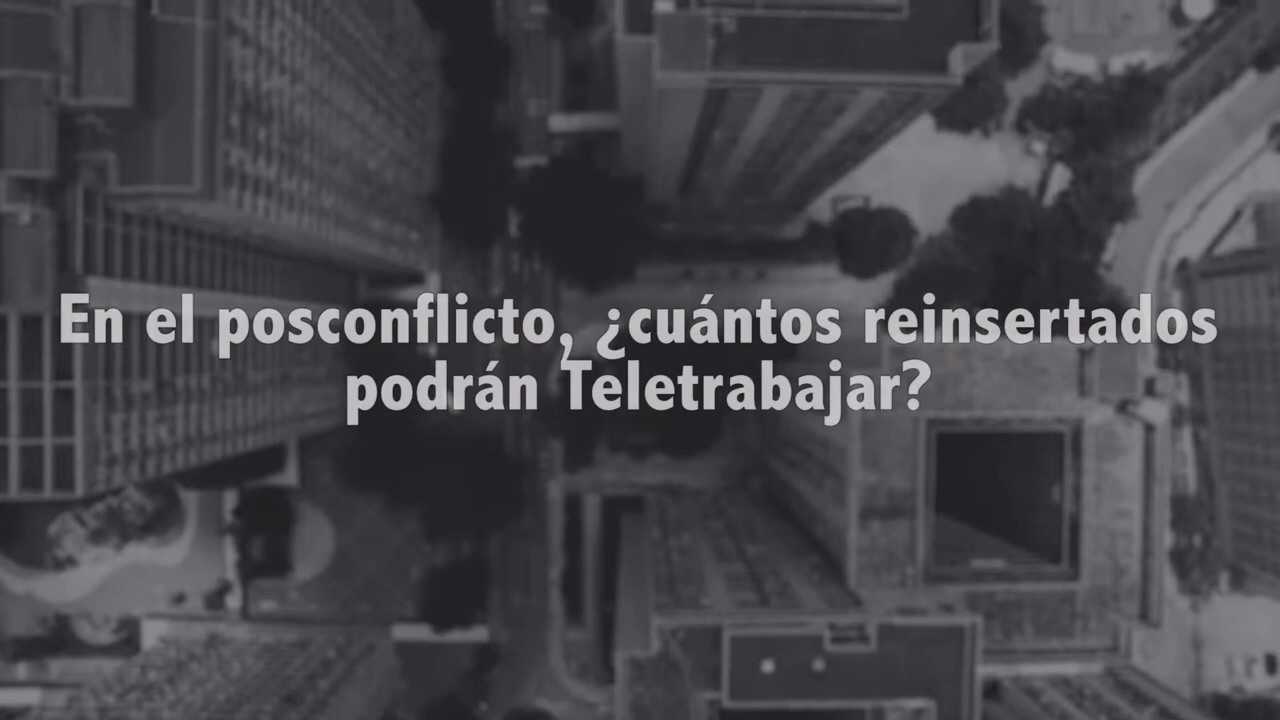 En el posconflicto, ¿cuántos reinsertados
podrán Teletrabajar?